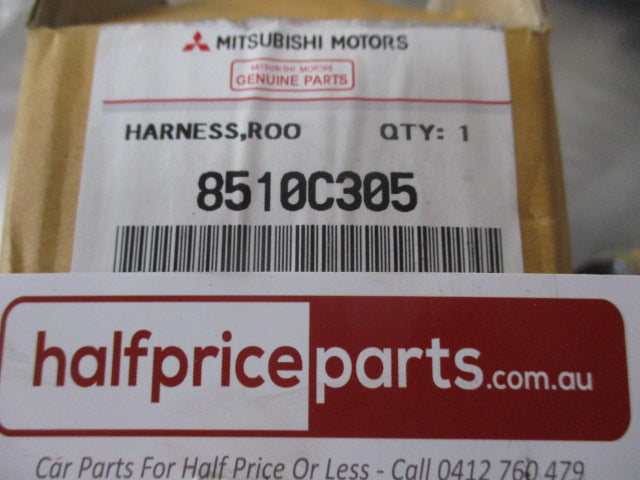 MITSUBISHI MOTORS
MITSUBISHI MOTORS
GENUINE PARTS
HARNESS,ROO QTY: 1
8510C305
halfpriceparts.com.au
Car Parts For Half Price Or Less - Call 0412 760 479